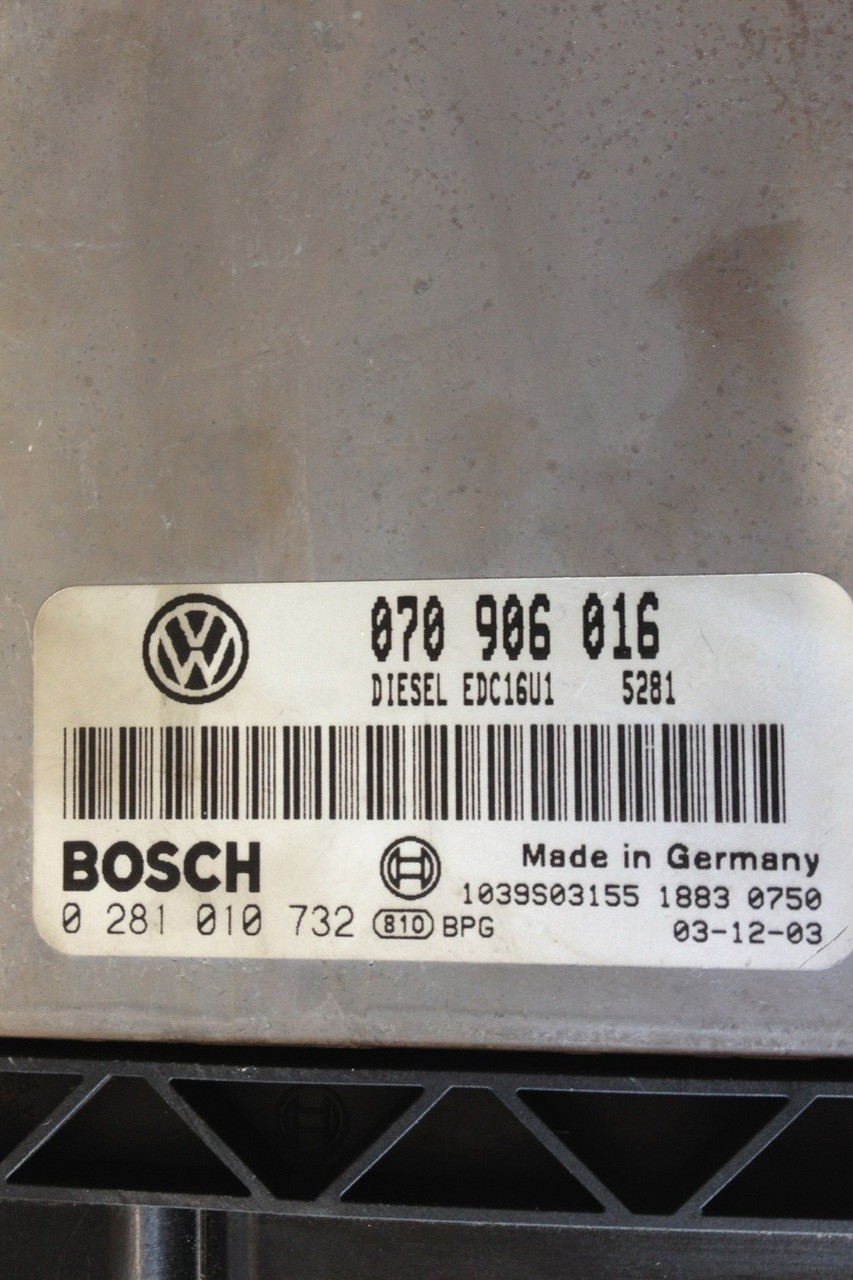 070 906 016
DIESEL EDC16U1 5281
BOSCH
Made in Germany
1039S03155 1883 0750
0 281 010 732 810 BPG
03-12-03